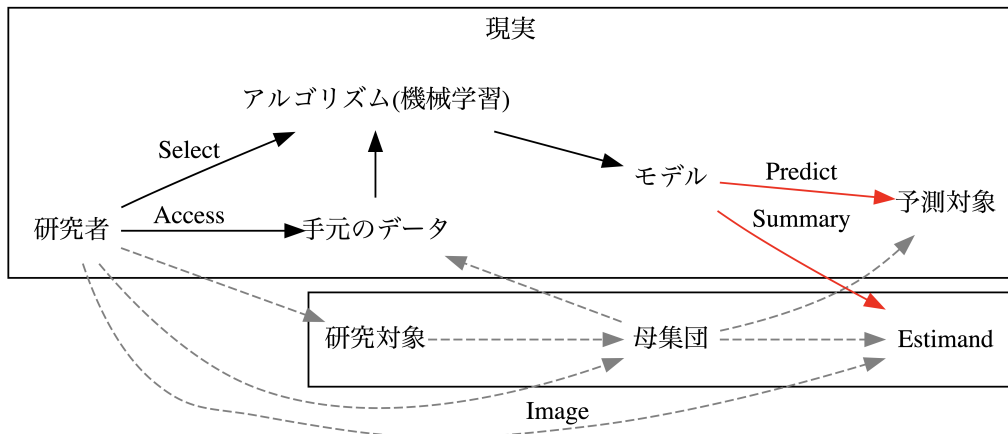 現実
アルゴリズム(機械学習)
Select
モデル
Predict
予測対象
Access
Summary
研究者
手元のデータ
研究対象
母集団
Estimand
Image